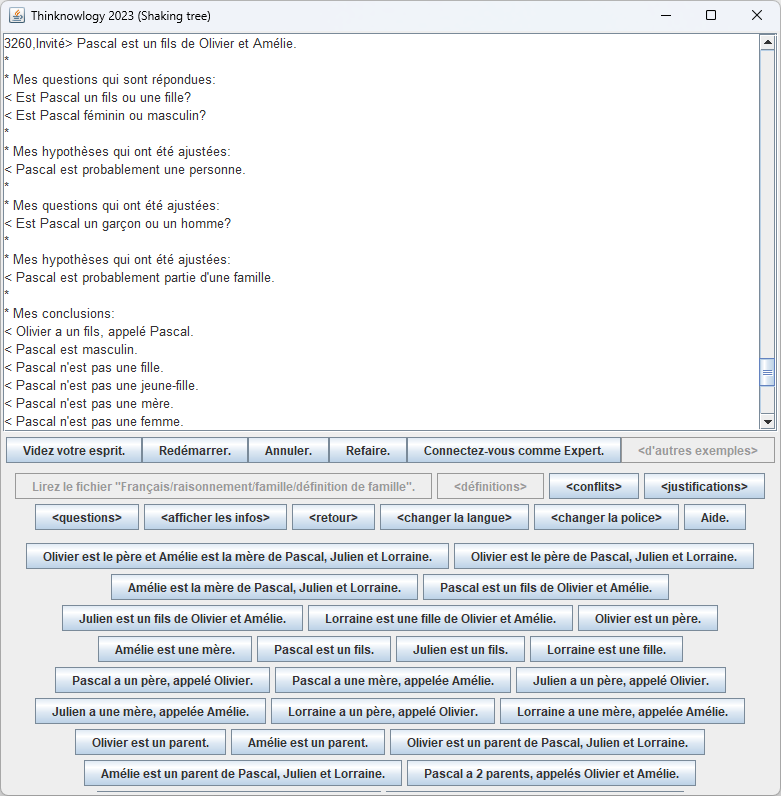 Thinknowlogy 2023 (Shaking tree)
3260,Invité> Pascal est un fils de Olivier et Amélie.
*
* Mes questions qui sont répondues:
< Est Pascal un fils ou une fille?
< Est Pascal féminin ou masculin?
*
* Mes hypothèses qui ont été ajustées:
< Pascal est probablement une personne.
*
* Mes questions qui ont été ajustées:
< Est Pascal un garçon ou un homme?
*
* Mes hypothèses qui ont été ajustées:
< Pascal est probablement partie d'une famille.
*
* Mes conclusions:
< Olivier a un fils, appelé Pascal.
< Pascal est masculin.
< Pascal n'est pas une fille.
< Pascal n'est pas une jeune-fille.
< Pascal n'est pas une mère.
< Pascal n'est pas une femme.
Videz votre esprit. Redémarrer. Annuler. Refaire. Connectez-vous comme Expert. <d'autres exemples>
Lirez le fichier "Français/raisonnement/famille/définition de famille". <définitions> <conflits> <justifications>
<questions> <afficher les infos> <retour> <changer la langue> <changer la police> Aide.
Olivier est le père et Amélie est la mère de Pascal, Julien et Lorraine. Olivier est le père de Pascal, Julien et Lorraine.
Amélie est la mère de Pascal, Julien et Lorraine. Pascal est un fils de Olivier et Amélie.
Julien est un fils de Olivier et Amélie. Lorraine est une fille de Olivier et Amélie. Olivier est un père.
Amélie est une mère. Pascal est un fils. Julien est un fils. Lorraine est une fille.
Pascal a un père, appelé Olivier. Pascal a une mère, appelée Amélie. Julien a un père, appelé Olivier.
Julien a une mère, appelée Amélie. Lorraine a un père, appelé Olivier. Lorraine a une mère, appelée Amélie.
Olivier est un parent. Amélie est un parent. Olivier est un parent de Pascal, Julien et Lorraine.
Amélie est un parent de Pascal, Julien et Lorraine. Pascal a 2 parents, appelés Olivier et Amélie.